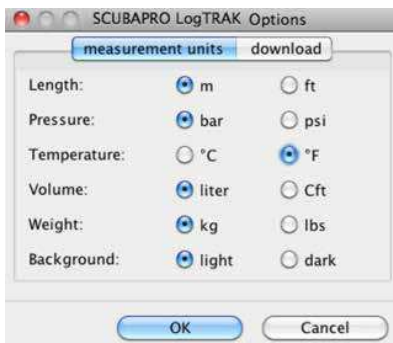 SCUBAPRO LogTRAK Options
measurement units download
Length: m ft
Pressure: bar psi
Temperature: °C °F
Volume: liter Cft
Weight: kg lbs
Background: light dark
OK Cancel